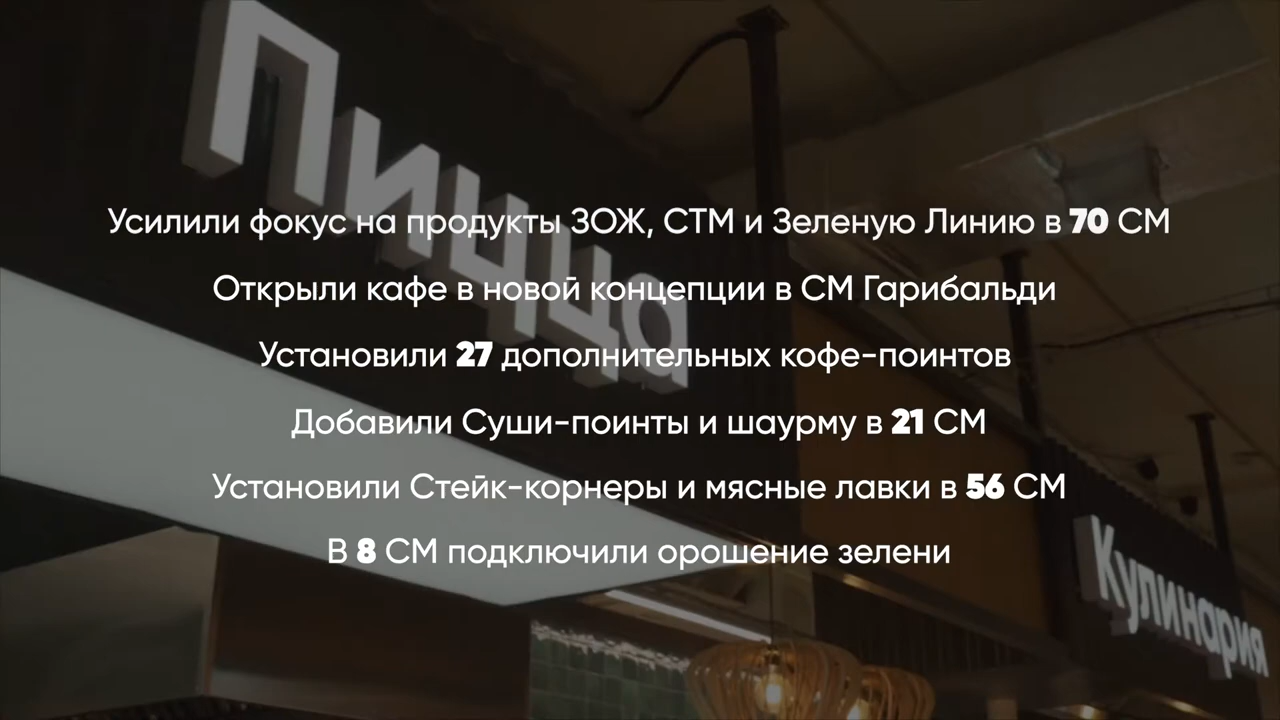 Пицца
Усилили фокус на продукты ЗОЖ, СТМ и Зеленую Линию в 70 СМ
Открыли кафе в новой концепции в СМ Гарибальди
Установили 27 дополнительных кофе-поинтов
Добавили Суши-поинты и шаурму в 21 СМ
Установили Стейк-корнеры и мясные лавки в 56 СМ
В 8 СМ подключили орошение зелени
Кулинария